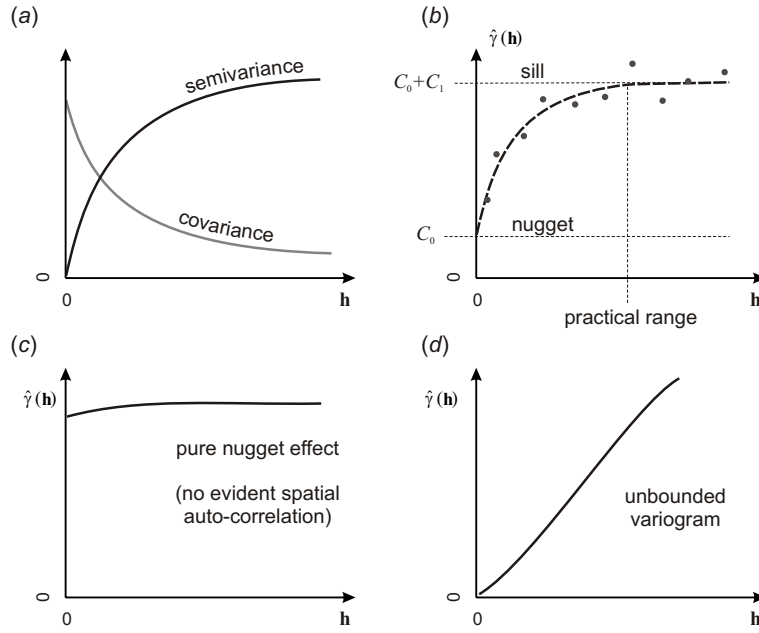 (a)
semivariance
covariance
0
0
h
(b)
γ̂(h)
C₀+C₁
sill
C₀
nugget
0
0
h
practical range
(c)
γ̂(h)
pure nugget effect
(no evident spatial
auto-correlation)
0
0
h
(d)
γ̂(h)
unbounded
variogram
0
0
h